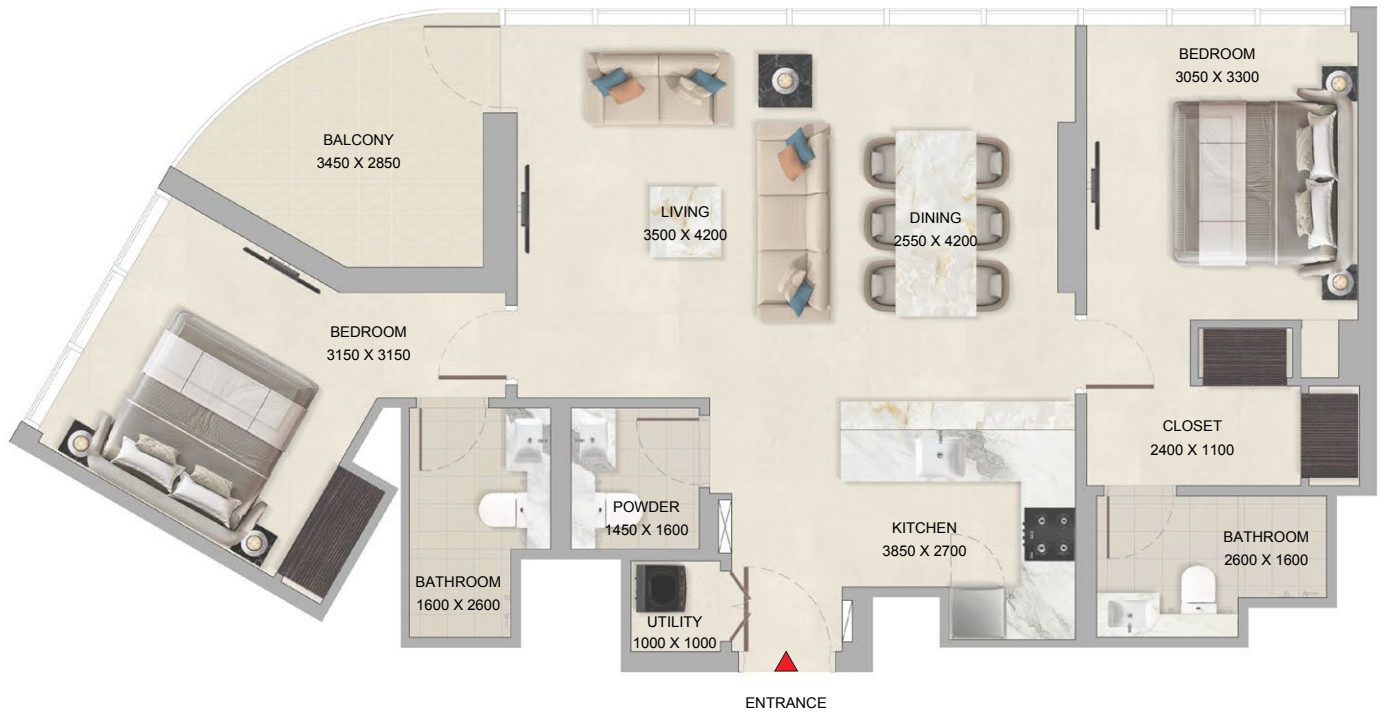 BEDROOM
3050 X 3300
BALCONY
3450 X 2850
LIVING
3500 X 4200
DINING
2550 X 4200
BEDROOM
3150 X 3150
CLOSET
2400 X 1100
POWDER
1450 X 1600
KITCHEN
3850 X 2700
BATHROOM
2600 X 1600
BATHROOM
1600 X 2600
UTILITY
1000 X 1000
ENTRANCE